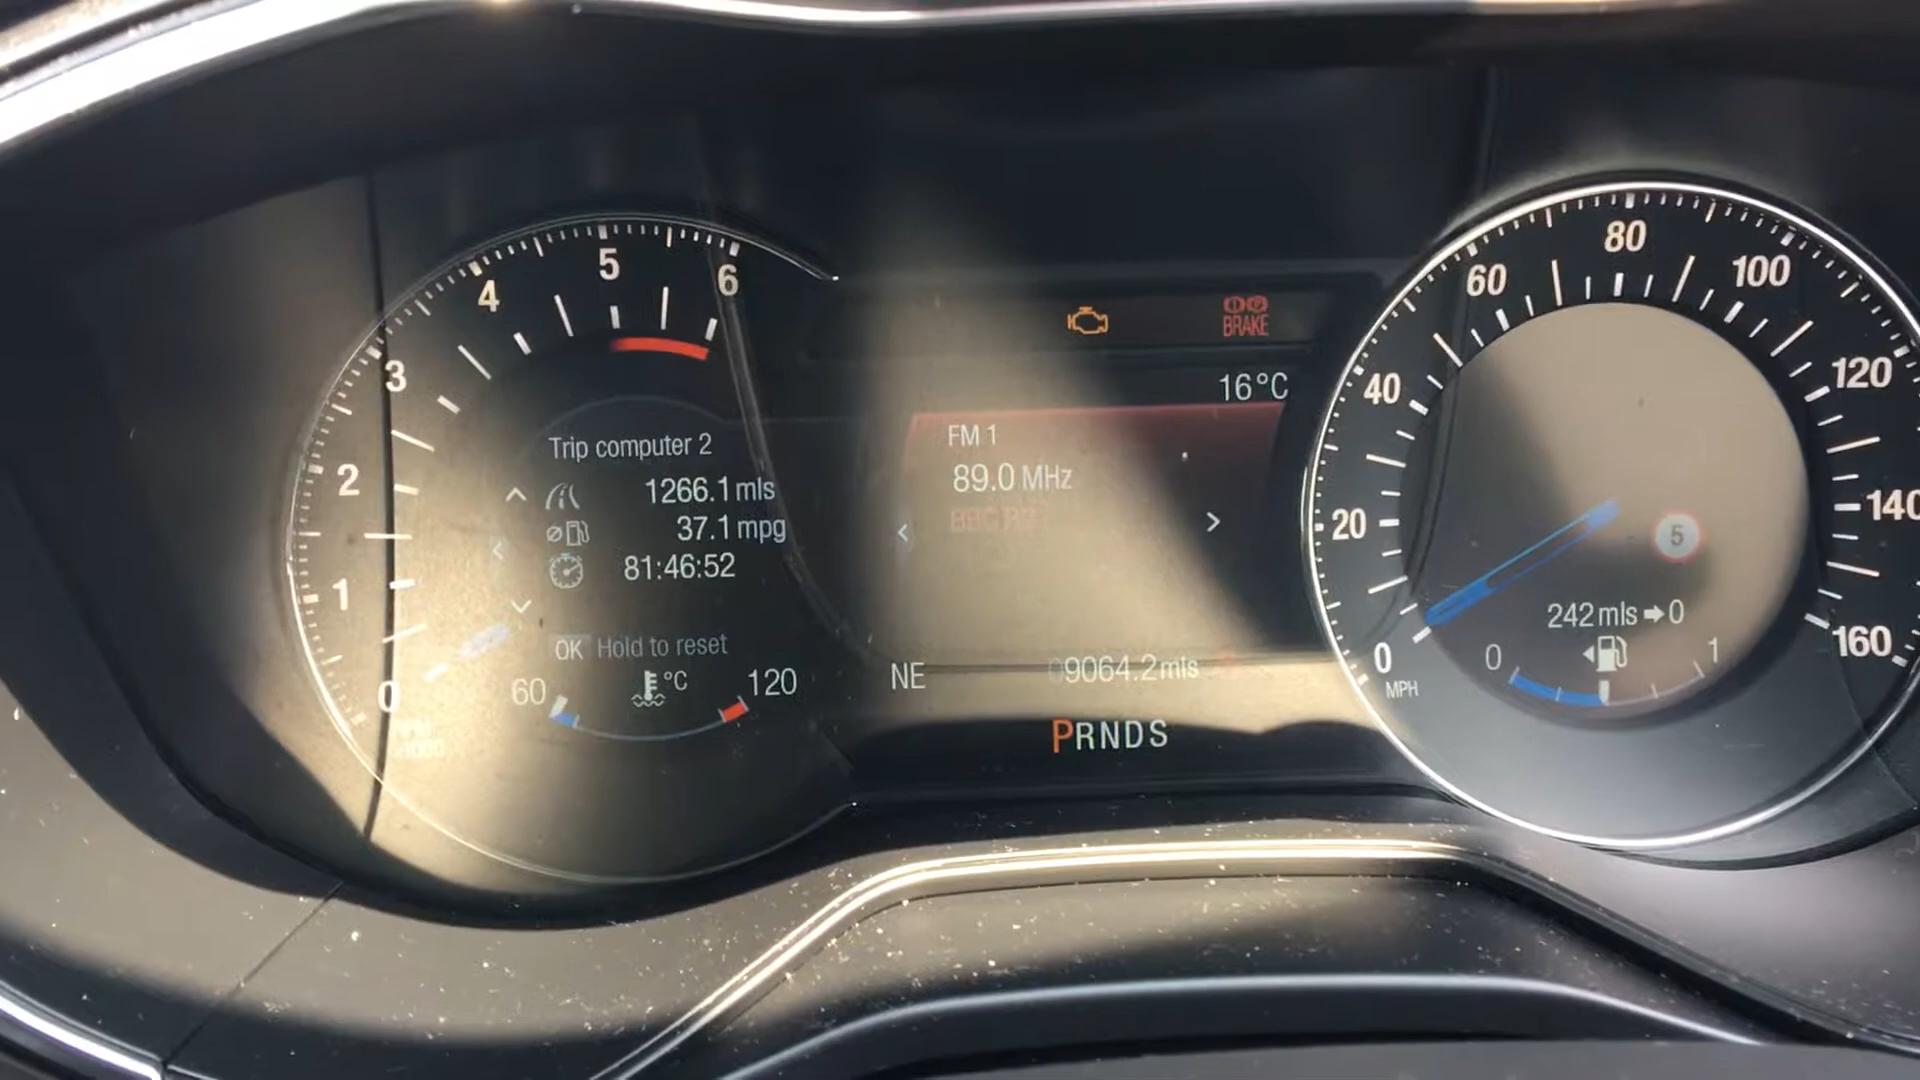 0
1
2
3
4
5
6
Trip computer 2
1266.1 mls
37.1 mpg
81:46:52
OK Hold to reset
60
°C
120
BRAKE
16°C
FM 1
89.0 MHz
NE
09064.2 mls
PRNDS
0
20
40
60
80
100
120
140
160
MPH
5
242 mls ➡ 0
0
1